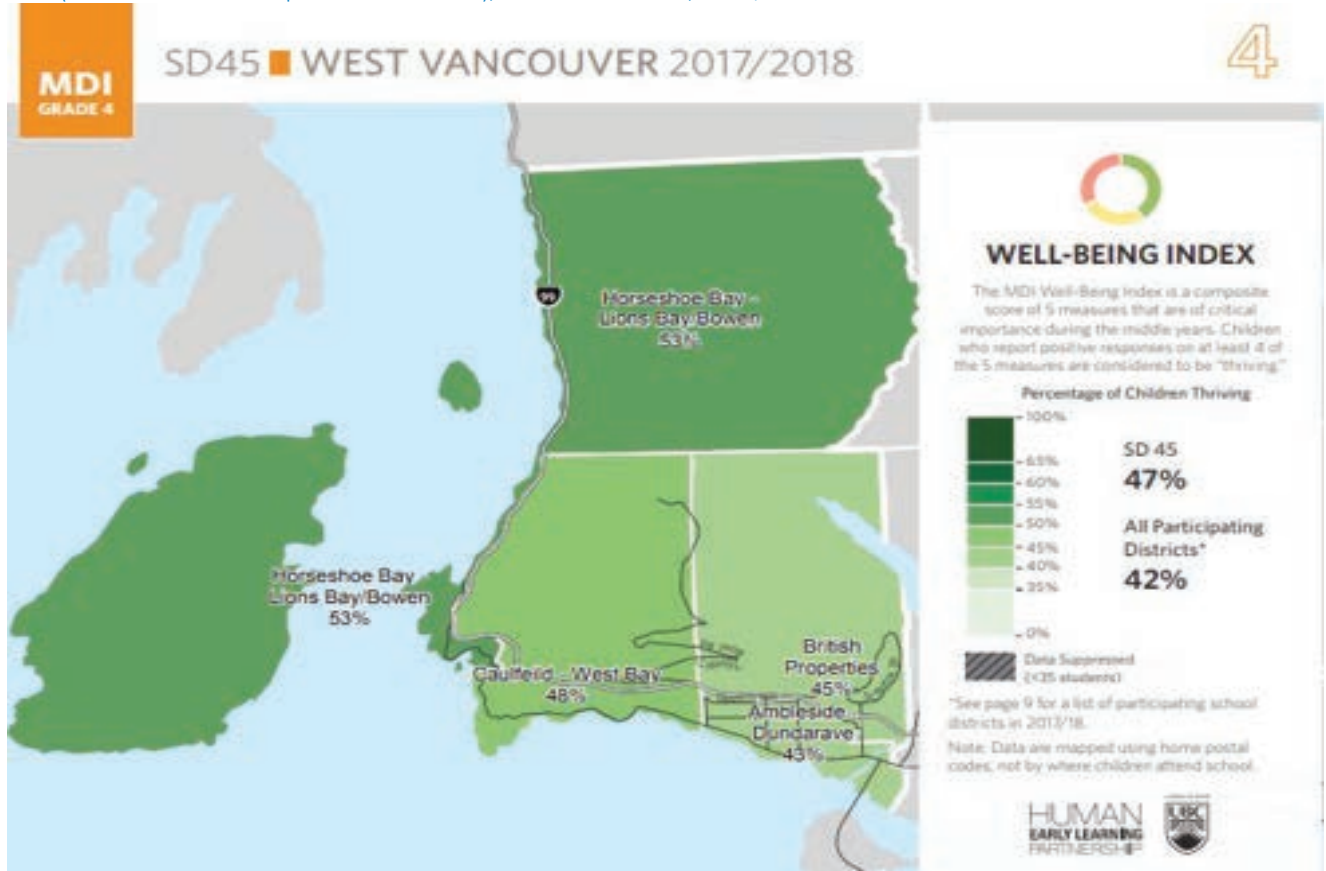 MDI
GRADE 4
SD45 ■ WEST VANCOUVER 2017/2018
4
99
Horseshoe Bay -
Lions Bay/Bowen
53%
Horseshoe Bay -
Lions Bay/Bowen
53%
Caulfeild - West Bay
48%
British
Properties
45%
Ambleside -
Dundarave
43%
WELL-BEING INDEX
The MDI Well-Being Index is a composite
score of 5 measures that are of critical
importance during the middle years. Children
who report positive responses on at least 4 of
the 5 measures are considered to be "thriving."
Percentage of Children Thriving
100%
65%
60%
55%
50%
45%
40%
35%
0%
SD 45
47%
All Participating
Districts*
42%
Data Suppressed
(<35 students)
*See page 9 for a list of participating school
districts in 2017/18.
Note: Data are mapped using home postal
codes, not by where children attend school.
HUMAN
EARLY LEARNING
PARTNERSHIP
UBC